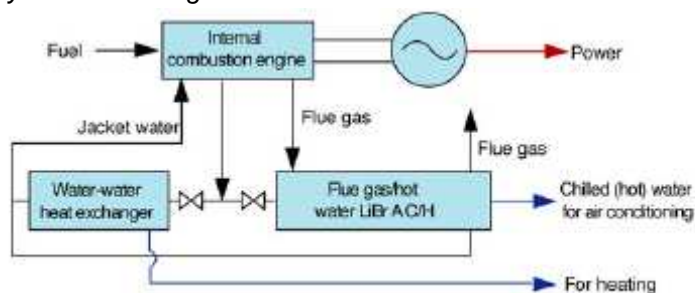 Internal
combustion engine
Fuel
Power
Jacket water
Flue gas
Flue gas
Water-water
heat exchanger
Flue gas/hot
water LiBr AC/H
Chilled (hot) water
for air conditioning
For heating